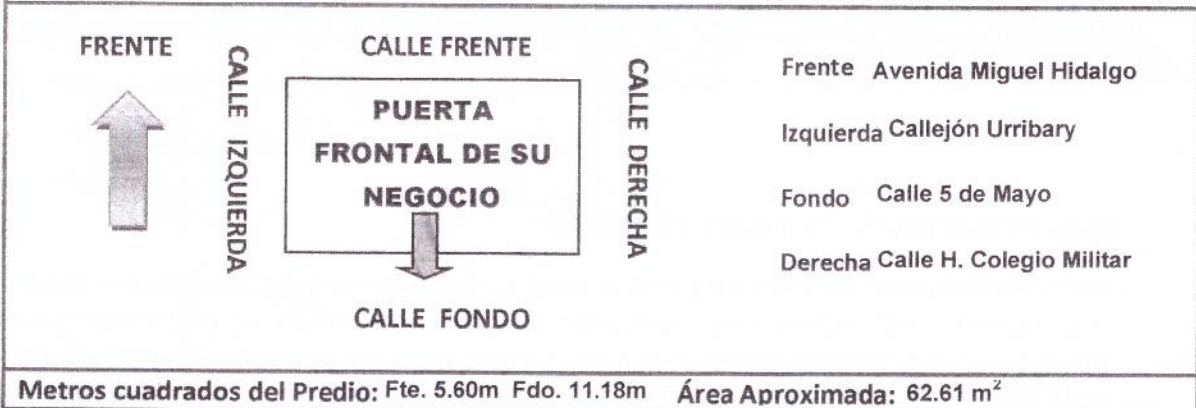 FRENTE
CALLE IZQUIERDA
CALLE FRENTE
PUERTA
FRONTAL DE SU
NEGOCIO
CALLE DERECHA
CALLE FONDO
Frente Avenida Miguel Hidalgo
Izquierda Callejón Urribary
Fondo Calle 5 de Mayo
Derecha Calle H. Colegio Militar
Metros cuadrados del Predio: Fte. 5.60m Fdo. 11.18m Área Aproximada: 62.61 m²